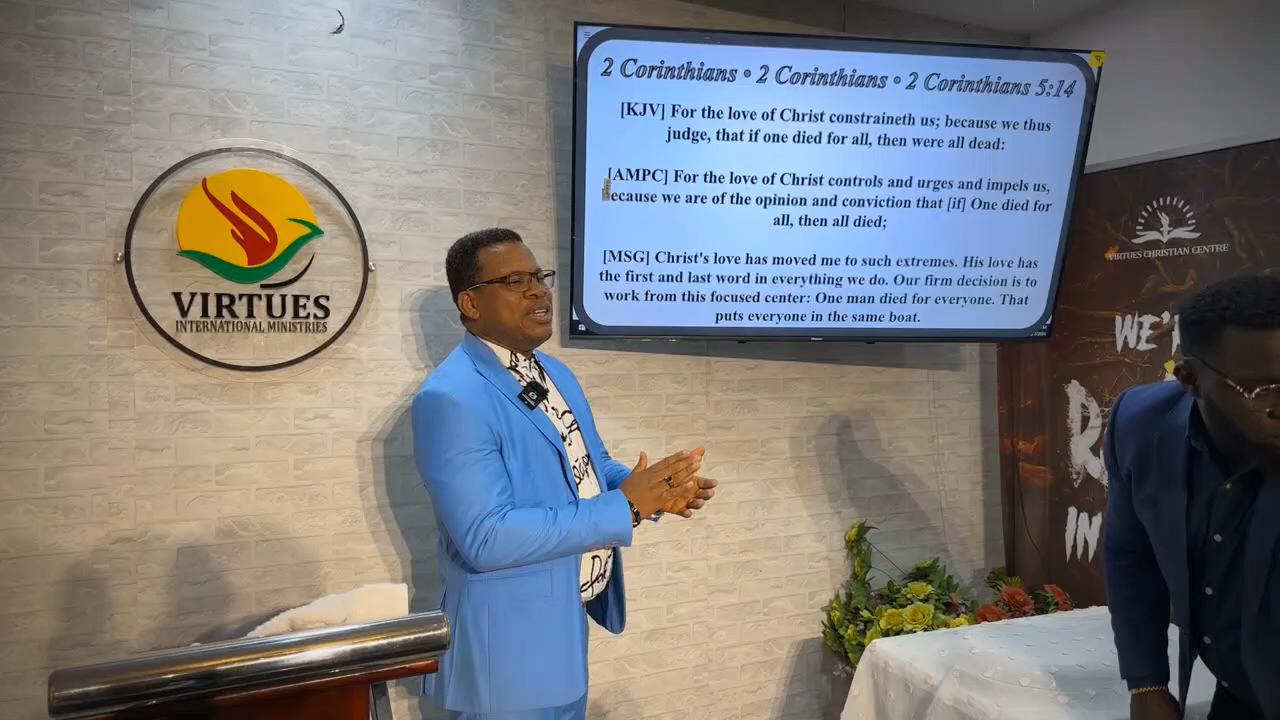 2 Corinthians • 2 Corinthians • 2 Corinthians 5:14
[KJV] For the love of Christ constraineth us; because we thus
judge, that if one died for all, then were all dead:
[AMPC] For the love of Christ controls and urges and impels us,
ecause we are of the opinion and conviction that [if] One died for
all, then all died;
[MSG] Christ's love has moved me to such extremes. His love has
the first and last word in everything we do. Our firm decision is to
work from this focused center: One man died for everyone. That
puts everyone in the same boat.
VIRTUES
INTERNATIONAL MINISTRIES
VIRTUES CHRISTIAN CENTRE
WE'
R
IN